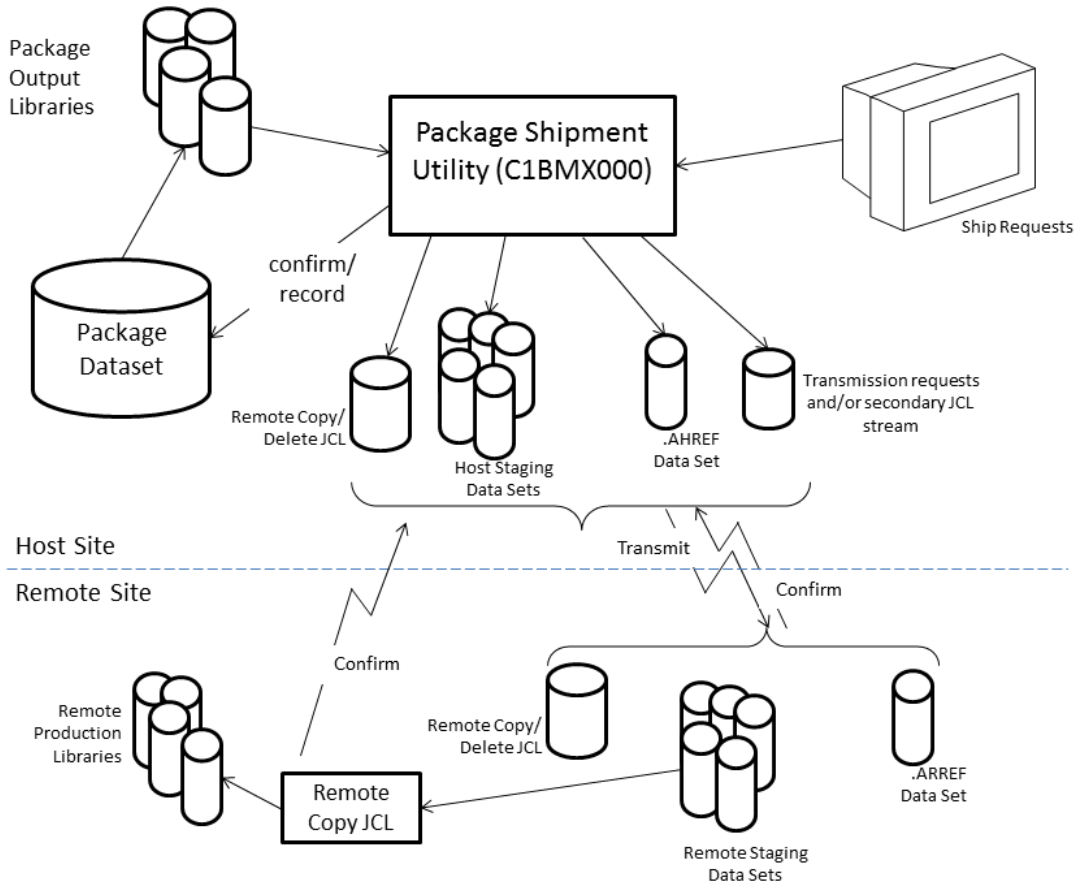 Package
Output
Libraries
Package Shipment
Utility (C1BMX000)
Ship Requests
confirm/
record
Package
Dataset
Remote Copy/
Delete JCL
Host Staging
Data Sets
.AHREF
Data Set
Transmission requests
and/or secondary JCL
stream
Host Site
Transmit
Remote Site
Confirm
Confirm
Remote
Production
Libraries
Remote Copy/
Delete JCL
.ARREF
Data Set
Remote
Copy JCL
Remote Staging
Data Sets